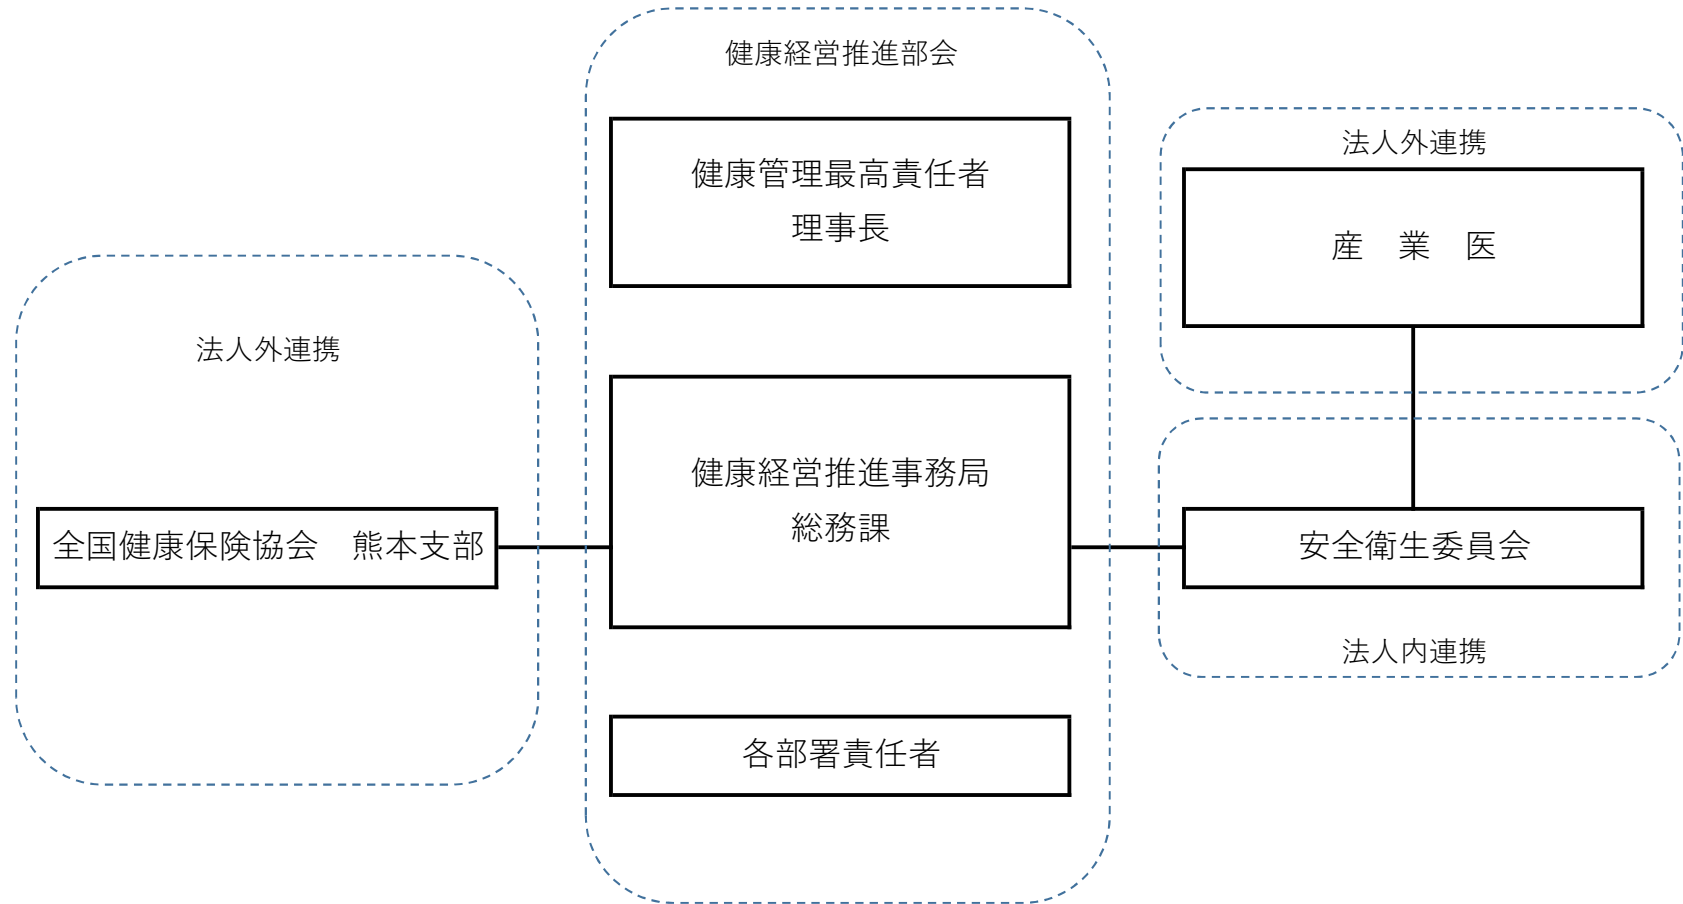 健康経営推進部会
健康管理最高責任者
理事長
健康経営推進事務局
総務課
各部署責任者
法人外連携
全国健康保険協会　熊本支部
法人外連携
産　業　医
安全衛生委員会
法人内連携